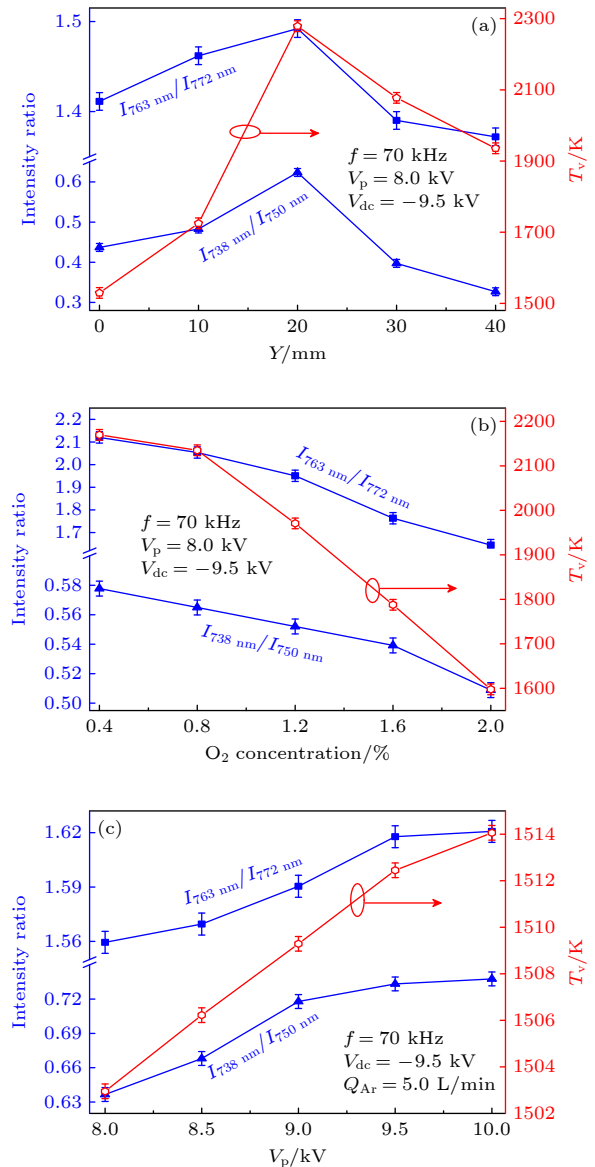 (a)
1.5
1.4
0.6
0.5
0.4
0.3
Intensity ratio
I763 nm/I772 nm
I738 nm/I750 nm
f = 70 kHz
Vp = 8.0 kV
Vdc = −9.5 kV
2300
2100
1900
1700
1500
Tv/K
0 10 20 30 40
Y/mm
(b)
2.2
2.1
2.0
1.9
1.8
1.7
0.58
0.56
0.54
0.52
0.50
Intensity ratio
I763 nm/I772 nm
f = 70 kHz
Vp = 8.0 kV
Vdc = −9.5 kV
I738 nm/I750 nm
2200
2100
2000
1900
1800
1700
1600
Tv/K
0.4 0.8 1.2 1.6 2.0
O2 concentration/%
(c)
1.62
1.59
1.56
0.72
0.69
0.66
0.63
Intensity ratio
I763 nm/I772 nm
I738 nm/I750 nm
f = 70 kHz
Vdc = −9.5 kV
QAr = 5.0 L/min
1514
1512
1510
1508
1506
1504
1502
Tv/K
8.0 8.5 9.0 9.5 10.0
Vp/kV